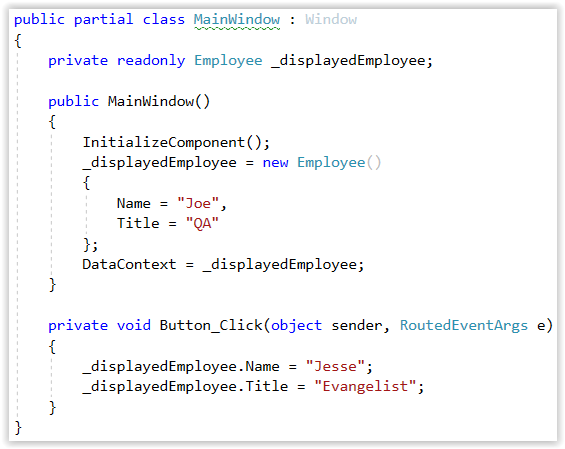 public partial class MainWindow : Window
{
    private readonly Employee _displayedEmployee;

    public MainWindow()
    {
        InitializeComponent();
        _displayedEmployee = new Employee()
        {
            Name = "Joe",
            Title = "QA"
        };
        DataContext = _displayedEmployee;
    }

    private void Button_Click(object sender, RoutedEventArgs e)
    {
        _displayedEmployee.Name = "Jesse";
        _displayedEmployee.Title = "Evangelist";
    }
}